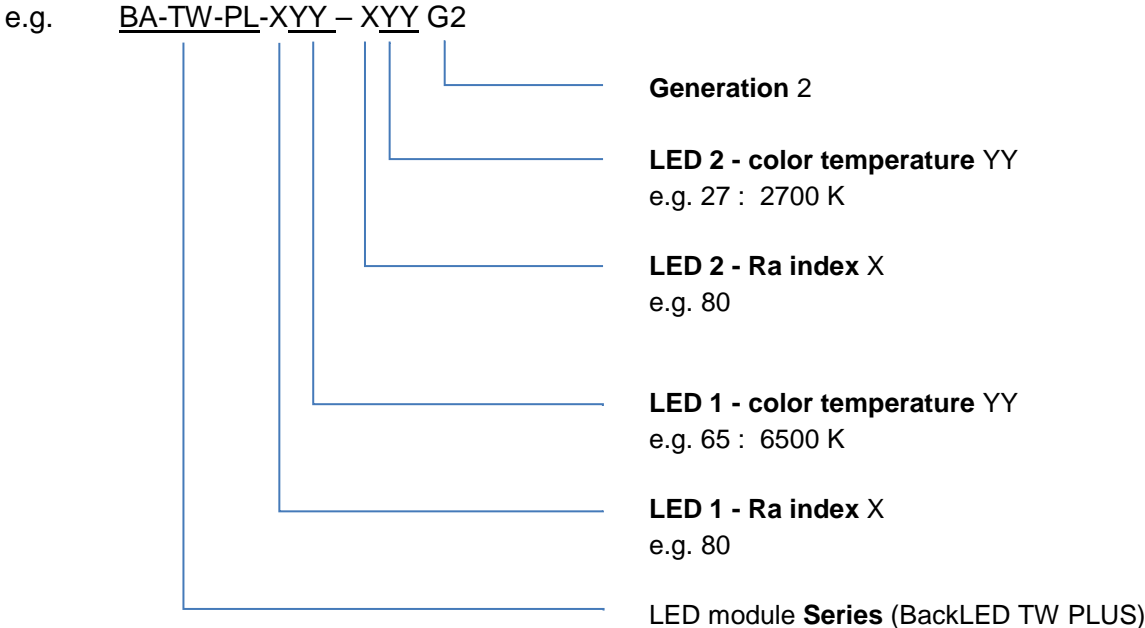 e.g. BA-TW-PL-XYY – XYY G2
Generation 2
LED 2 - color temperature YY
e.g. 27 : 2700 K
LED 2 - Ra index X
e.g. 80
LED 1 - color temperature YY
e.g. 65 : 6500 K
LED 1 - Ra index X
e.g. 80
LED module Series (BackLED TW PLUS)